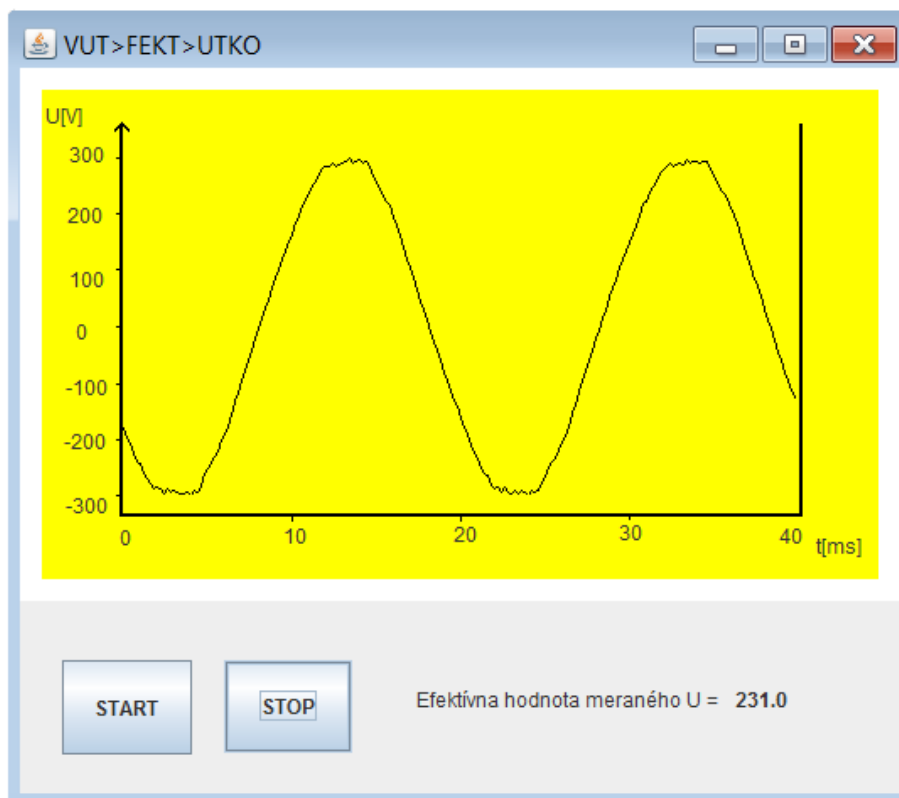 VUT>FEKT>UTKO
U[V]
300
200
100
0
-100
-200
-300
0 10 20 30 40 t[ms]
START STOP Efektívna hodnota meraného U = 231.0